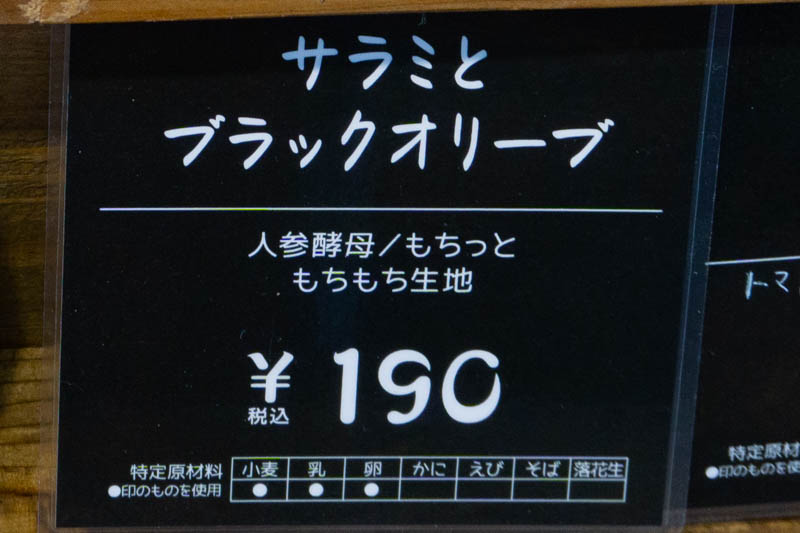 サラミと
ブラックオリーブ
人参酵母/もちっと
もちもち生地
¥190
税込
特定原材料 小麦 乳 卵 かに えび そば 落花生
●印のものを使用 ● ● ●
トマ
特定原材
●印のものを使